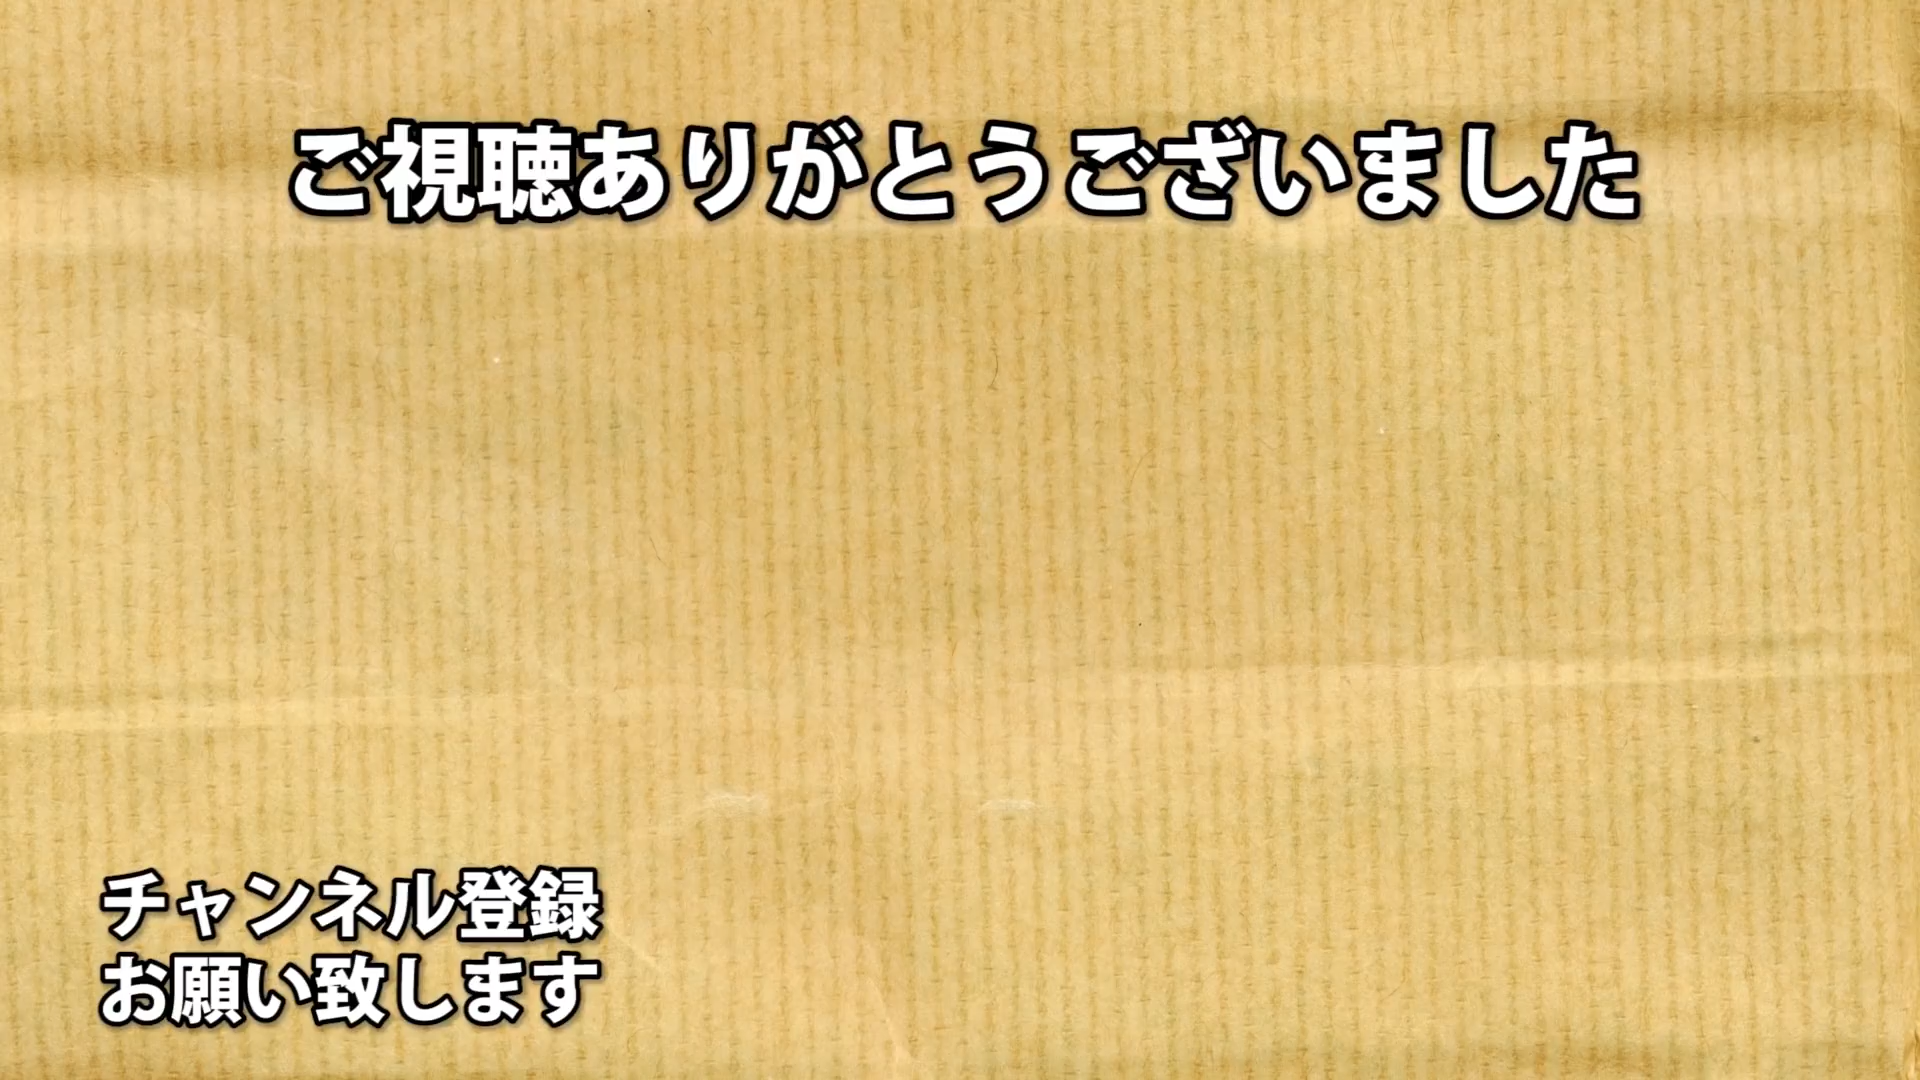 ご視聴ありがとうございました
チャンネル登録
お願い致します